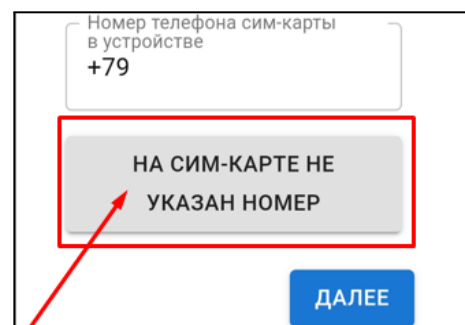 Номер телефона сим-карты
в устройстве
+79
НА СИМ-КАРТЕ НЕ
УКАЗАН НОМЕР
ДАЛЕЕ